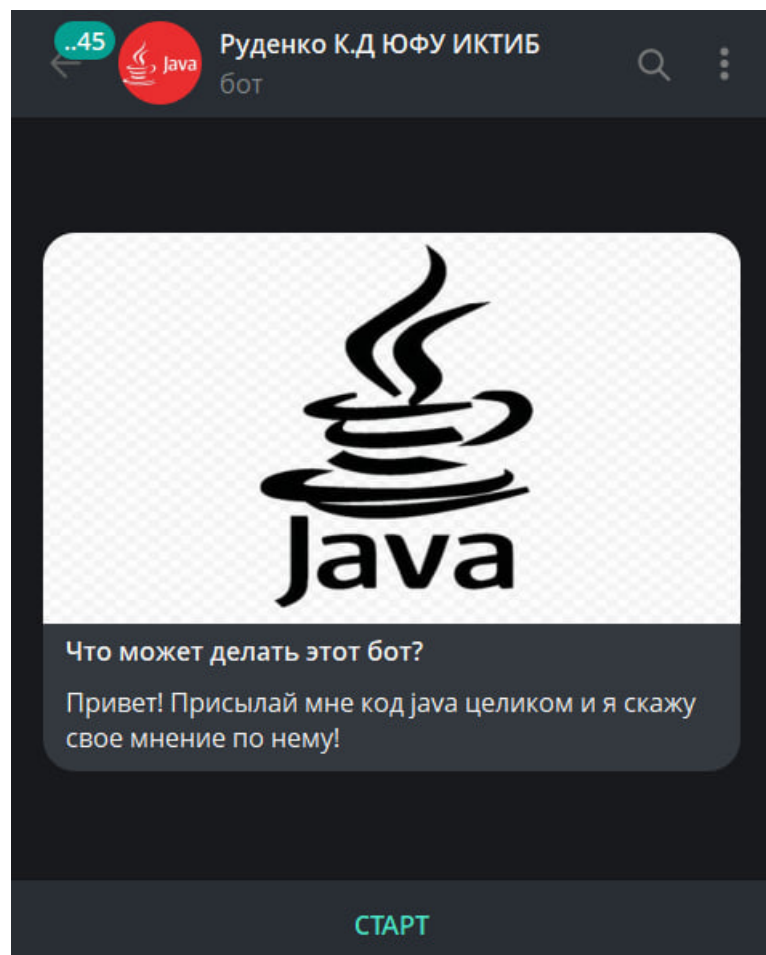 ..45
Java
Руденко К.Д ЮФУ ИКТИБ
бот
Java
Что может делать этот бот?
Привет! Присылай мне код java целиком и я скажу
свое мнение по нему!
СТАРТ